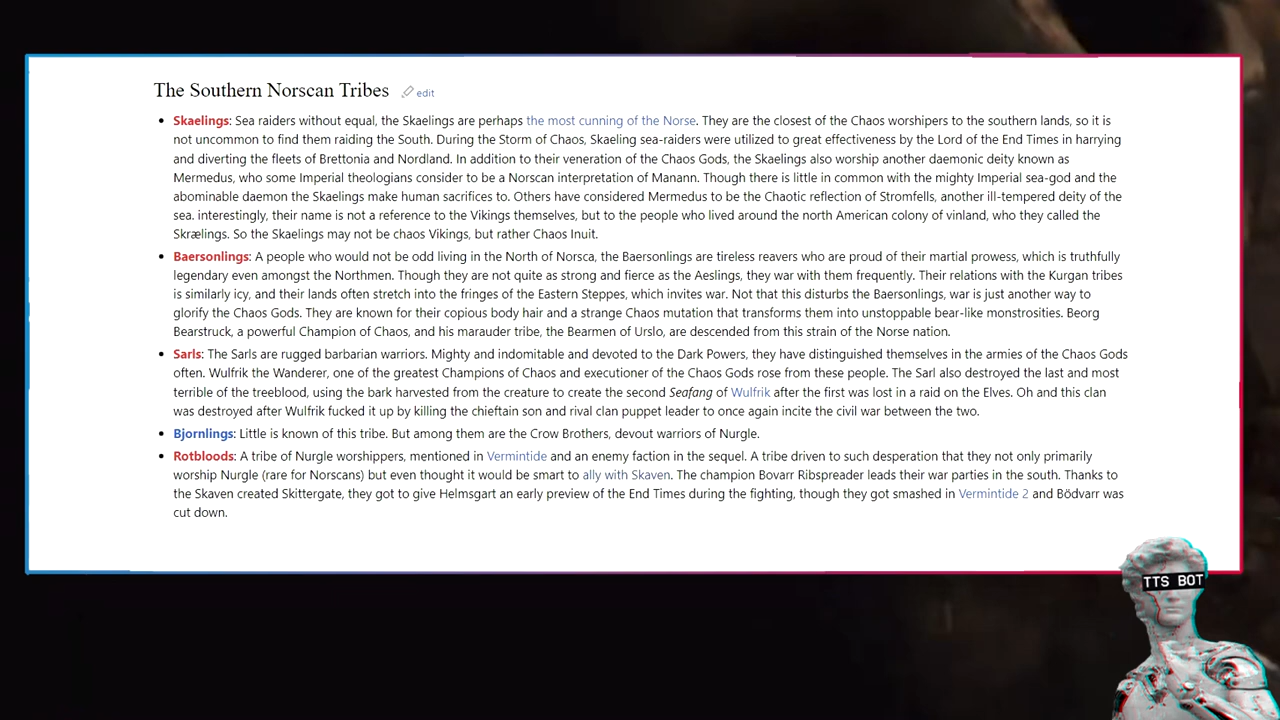 The Southern Norscan Tribes edit
Skaelings: Sea raiders without equal, the Skaelings are perhaps the most cunning of the Norse. They are the closest of the Chaos worshipers to the southern lands, so it is
not uncommon to find them raiding the South. During the Storm of Chaos, Skaeling sea-raiders were utilized to great effectiveness by the Lord of the End Times in harrying
and diverting the fleets of Brettonia and Nordland. In addition to their veneration of the Chaos Gods, the Skaelings also worship another daemonic deity known as
Mermedus, who some Imperial theologians consider to be a Norscan interpretation of Manann. Though there is little in common with the mighty Imperial sea-god and the
abominable daemon the Skaelings make human sacrifices to. Others have considered Mermedus to be the Chaotic reflection of Stromfells, another ill-tempered deity of the
sea. interestingly, their name is not a reference to the Vikings themselves, but to the people who lived around the north American colony of vinland, who they called the
Skrælings. So the Skaelings may not be chaos Vikings, but rather Chaos Inuit.
Baersonlings: A people who would not be odd living in the North of Norsca, the Baersonlings are tireless reavers who are proud of their martial prowess, which is truthfully
legendary even amongst the Northmen. Though they are not quite as strong and fierce as the Aeslings, they war with them frequently. Their relations with the Kurgan tribes
is similarly icy, and their lands often stretch into the fringes of the Eastern Steppes, which invites war. Not that this disturbs the Baersonlings, war is just another way to
glorify the Chaos Gods. They are known for their copious body hair and a strange Chaos mutation that transforms them into unstoppable bear-like monstrosities. Beorg
Bearstruck, a powerful Champion of Chaos, and his marauder tribe, the Bearmen of Urslo, are descended from this strain of the Norse nation.
Sarls: The Sarls are rugged barbarian warriors. Mighty and indomitable and devoted to the Dark Powers, they have distinguished themselves in the armies of the Chaos Gods
often. Wulfrik the Wanderer, one of the greatest Champions of Chaos and executioner of the Chaos Gods rose from these people. The Sarl also destroyed the last and most
terrible of the treeblood, using the bark harvested from the creature to create the second Seafang of Wulfrik after the first was lost in a raid on the Elves. Oh and this clan
was destroyed after Wulfrik fucked it up by killing the chieftain son and rival clan puppet leader to once again incite the civil war between the two.
Bjornlings: Little is known of this tribe. But among them are the Crow Brothers, devout warriors of Nurgle.
Rotbloods: A tribe of Nurgle worshippers, mentioned in Vermintide and an enemy faction in the sequel. A tribe driven to such desperation that they not only primarily
worship Nurgle (rare for Norscans) but even thought it would be smart to ally with Skaven. The champion Bovarr Ribspreader leads their war parties in the south. Thanks to
the Skaven created Skittergate, they got to give Helmsgart an early preview of the End Times during the fighting, though they got smashed in Vermintide 2 and Bödvarr was
cut down.
TTS BOT